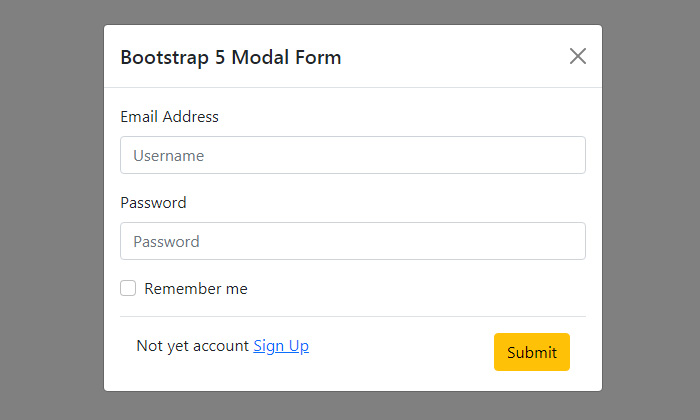 Bootstrap 5 Modal Form
Email Address
Username
Password
Password
Remember me
Not yet account Sign Up
Submit